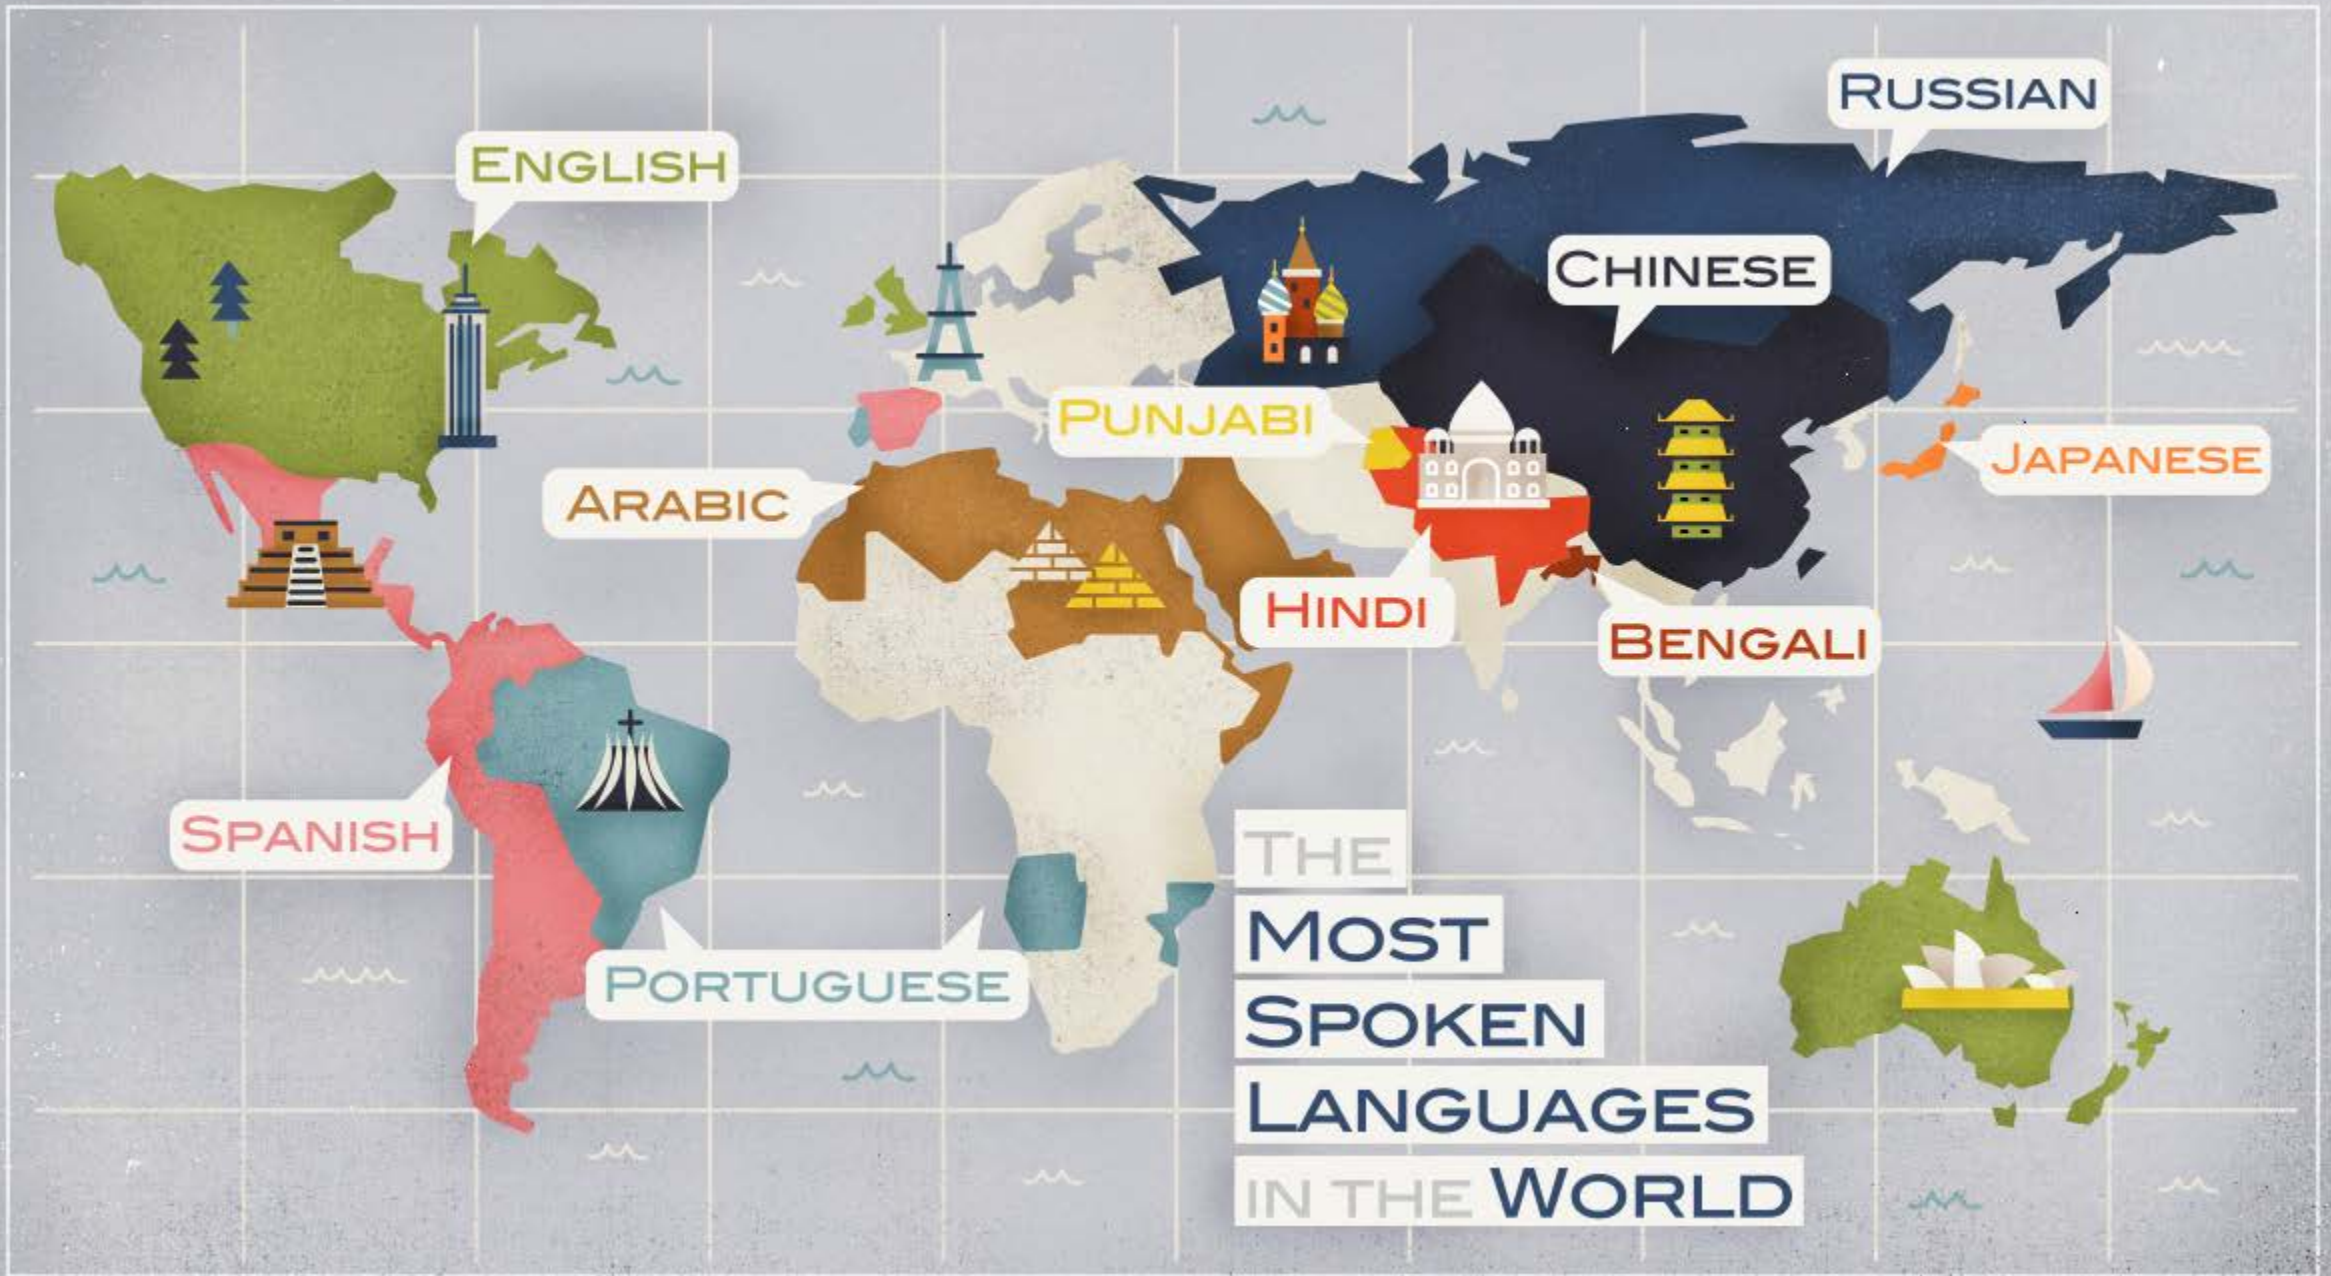 RUSSIAN
ENGLISH
CHINESE
PUNJABI
JAPANESE
ARABIC
HINDI
BENGALI
SPANISH
PORTUGUESE
THE
MOST
SPOKEN
LANGUAGES
IN THE WORLD